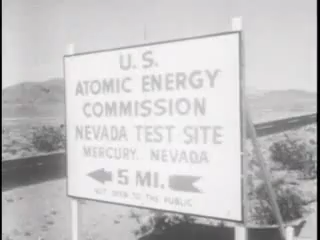 U.S.
ATOMIC ENERGY
COMMISSION
NEVADA TEST SITE
MERCURY, NEVADA
5 MI.
NOT OPEN TO THE PUBLIC